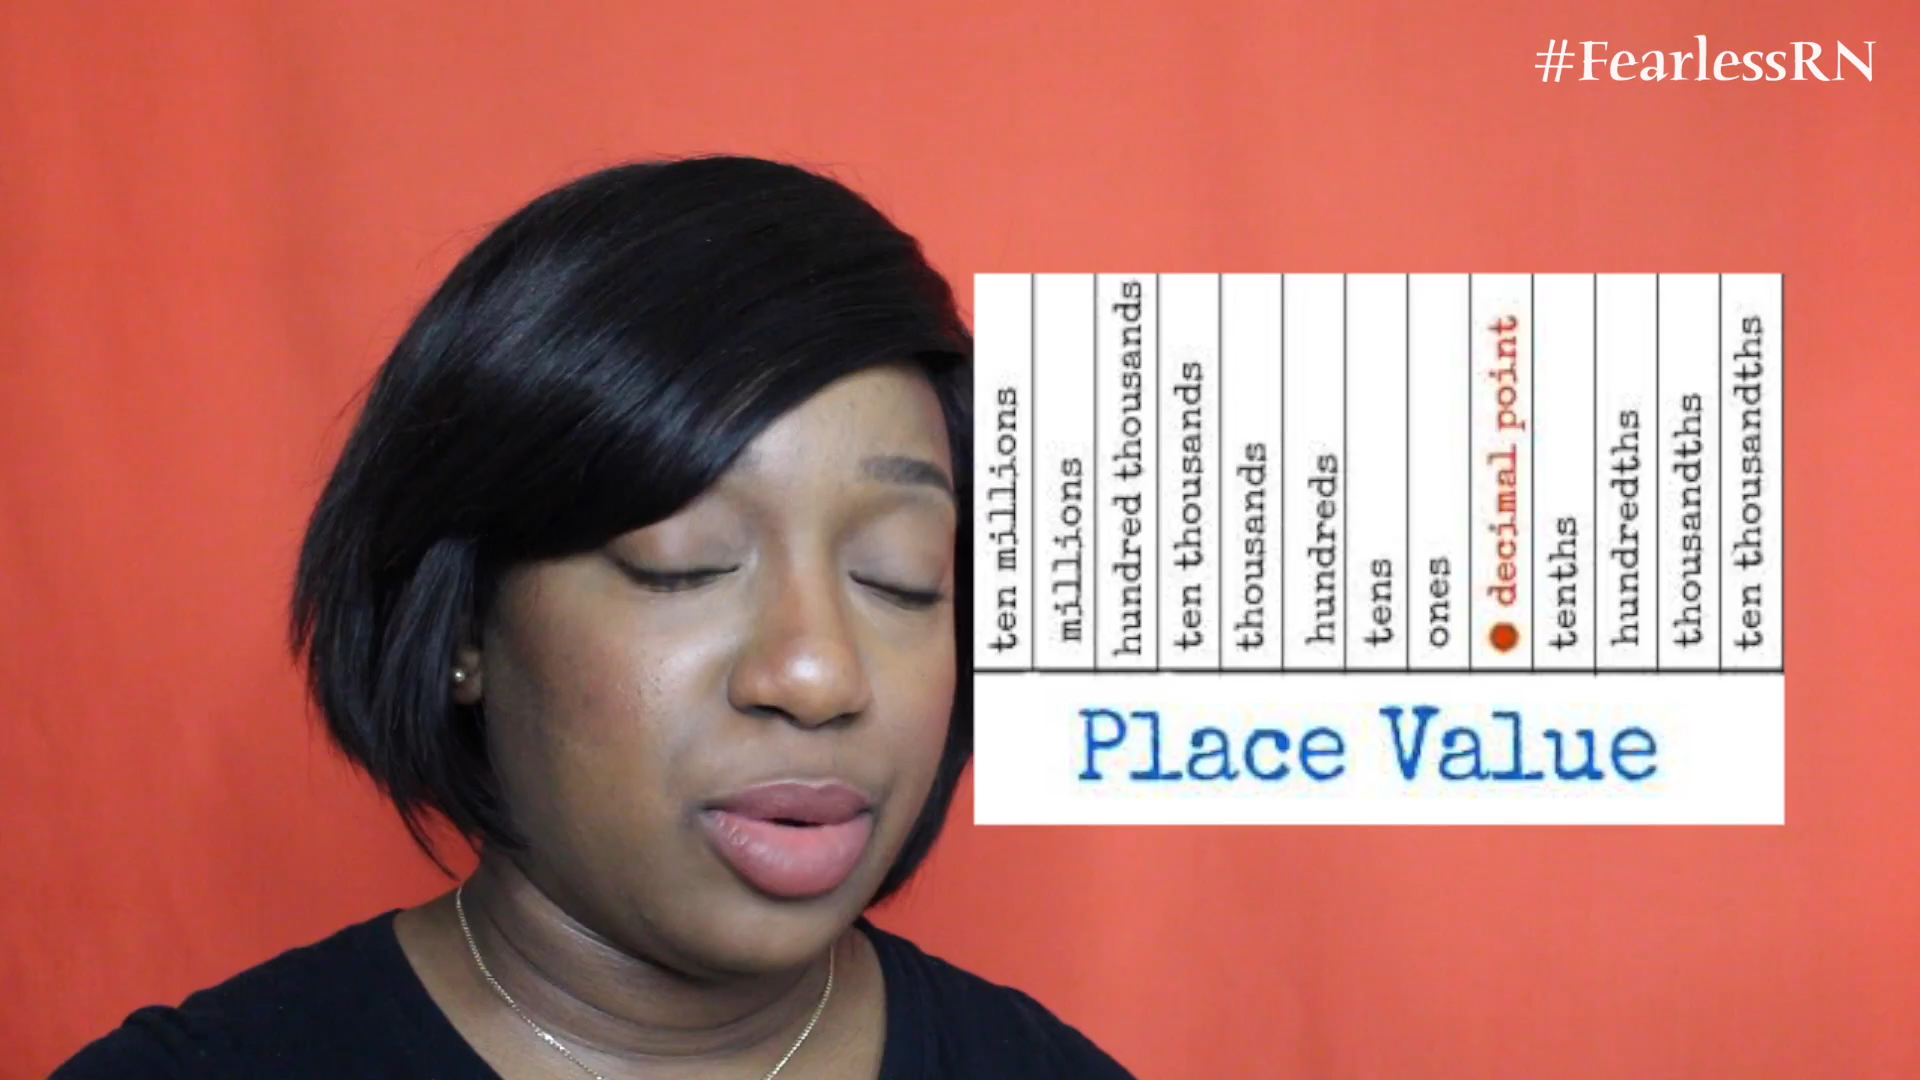 #FearlessRN
ten millions
millions
hundred thousands
ten thousands
thousands
hundreds
tens
ones
decimal point
tenths
hundredths
thousandths
ten thousandths
Place Value